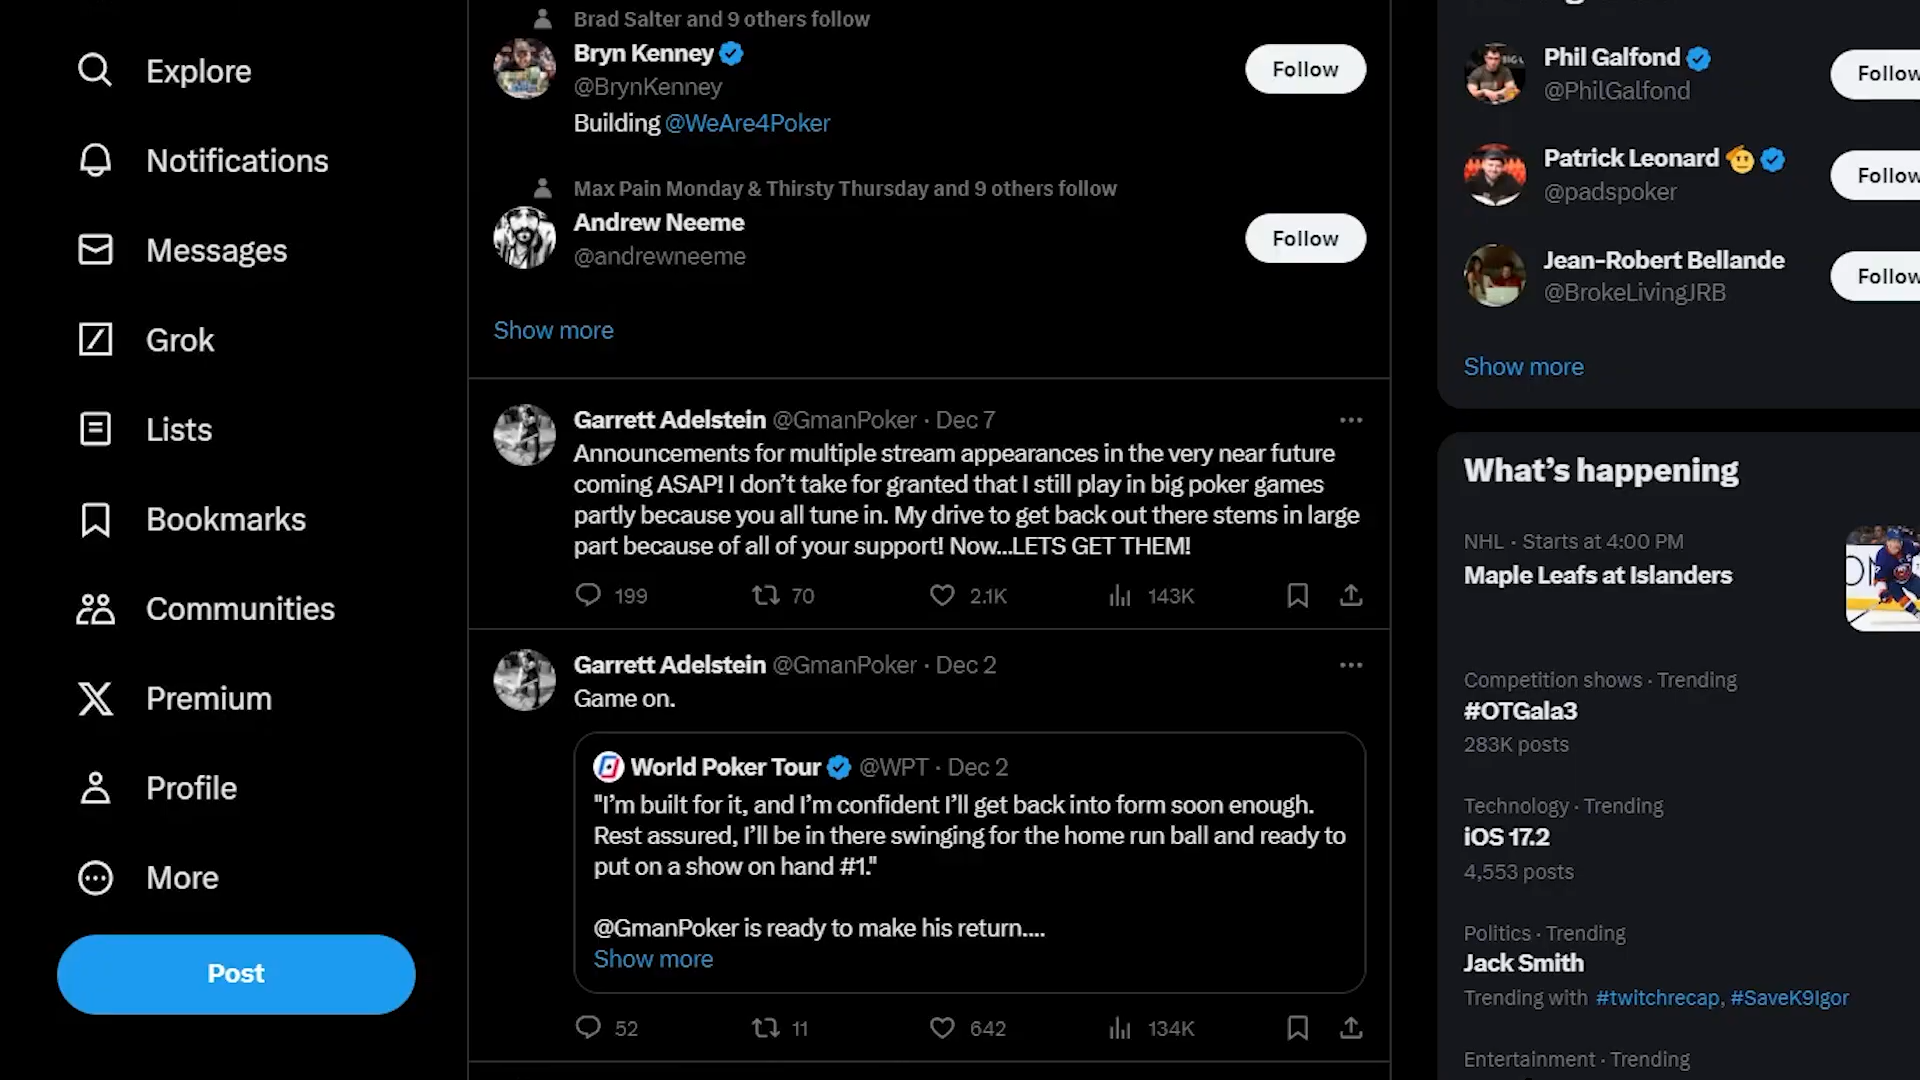 Explore
Notifications
Messages
Grok
Lists
Bookmarks
Communities
Premium
Profile
More
Post
Brad Salter and 9 others follow
Bryn Kenney
@BrynKenney
Follow
Building @WeAre4Poker
Max Pain Monday & Thirsty Thursday and 9 others follow
Andrew Neeme
@andrewneeme
Follow
Show more
Garrett Adelstein @GmanPoker · Dec 7
Announcements for multiple stream appearances in the very near future
coming ASAP! I don't take for granted that I still play in big poker games
partly because you all tune in. My drive to get back out there stems in large
part because of all of your support! Now...LETS GET THEM!
199 70 2.1K 143K
Garrett Adelstein @GmanPoker · Dec 2
Game on.
World Poker Tour @WPT · Dec 2
"I'm built for it, and I'm confident I'll get back into form soon enough.
Rest assured, I'll be in there swinging for the home run ball and ready to
put on a show on hand #1."
@GmanPoker is ready to make his return....
Show more
52 11 642 134K
Phil Galfond
@PhilGalfond
Follow
Patrick Leonard
@padspoker
Follow
Jean-Robert Bellande
@BrokeLivingJRB
Follow
Show more
What's happening
NHL · Starts at 4:00 PM
Maple Leafs at Islanders
Competition shows · Trending
#OTGala3
283K posts
Technology · Trending
iOS 17.2
4,553 posts
Politics · Trending
Jack Smith
Trending with #twitchrecap, #SaveK9Igor
Entertainment · Trending